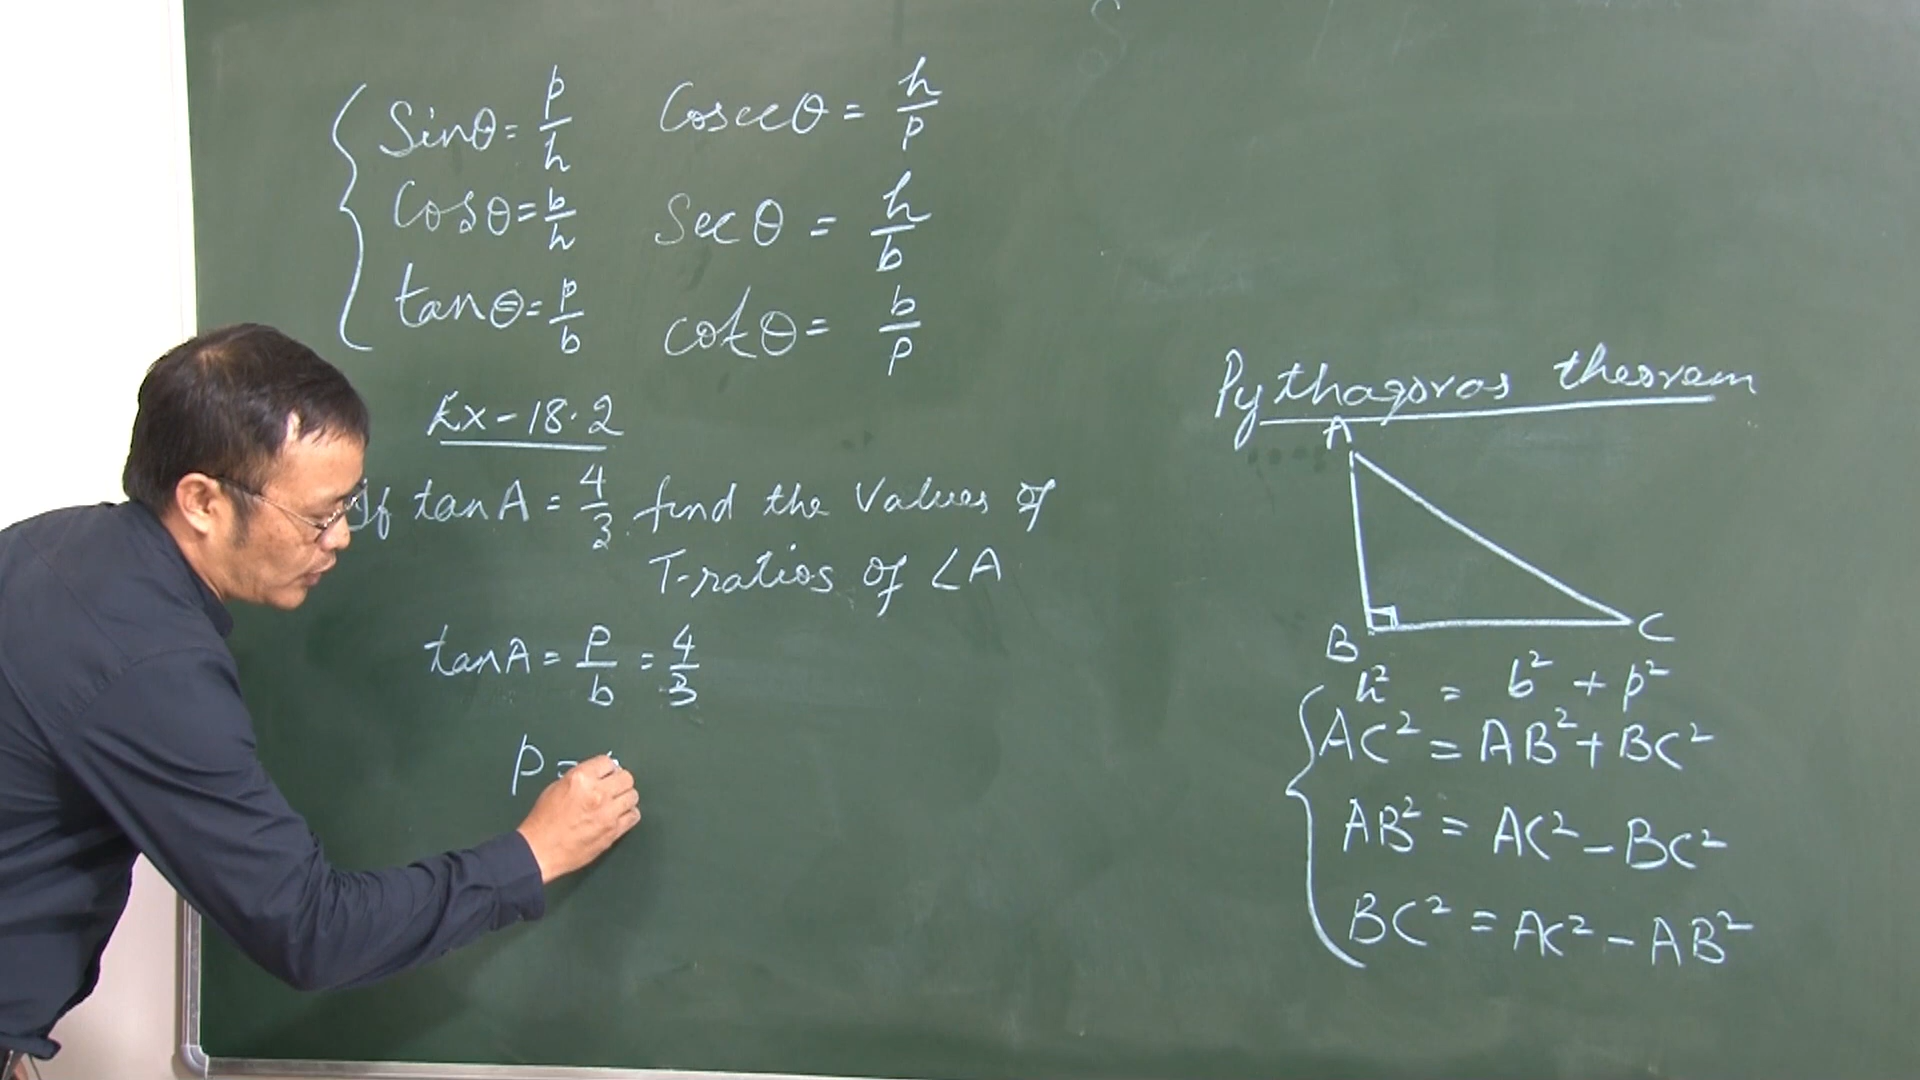 Sinθ = p/h Cosecθ = h/p
Cosθ = b/h Secθ = h/b
tanθ = p/b cotθ = b/p
Ex-18.2
If tanA = 4/3 find the Values of
T-ratios of ∠A
tanA = p/b = 4/3
p =
Pythagoras theorem
A
B
C
h² = b² + p²
AC² = AB² + BC²
AB² = AC² - BC²
BC² = AC² - AB²